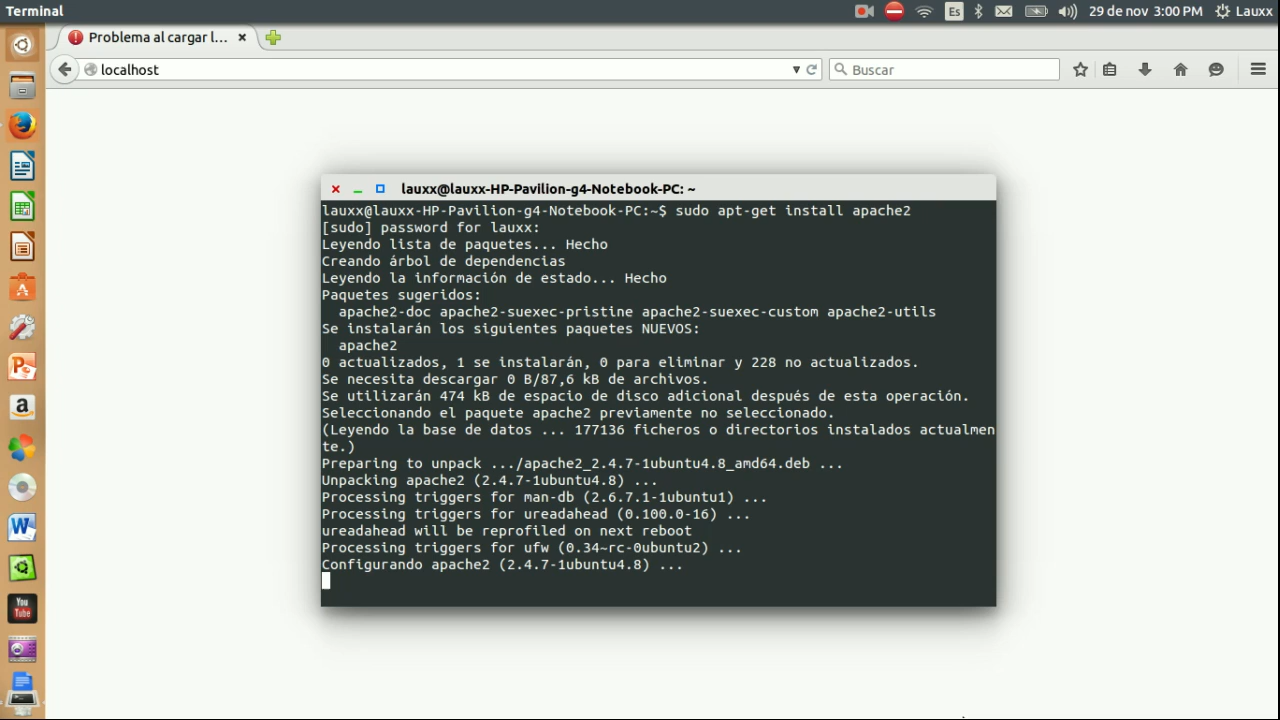 Terminal
Es
29 de nov 3:00 PM
Lauxx
Problema al cargar l...
localhost
Buscar
lauxx@lauxx-HP-Pavilion-g4-Notebook-PC: ~
lauxx@lauxx-HP-Pavilion-g4-Notebook-PC:~$ sudo apt-get install apache2
[sudo] password for lauxx:
Leyendo lista de paquetes... Hecho
Creando árbol de dependencias
Leyendo la información de estado... Hecho
Paquetes sugeridos:
apache2-doc apache2-suexec-pristine apache2-suexec-custom apache2-utils
Se instalarán los siguientes paquetes NUEVOS:
apache2
0 actualizados, 1 se instalarán, 0 para eliminar y 228 no actualizados.
Se necesita descargar 0 B/87,6 kB de archivos.
Se utilizarán 474 kB de espacio de disco adicional después de esta operación.
Seleccionando el paquete apache2 previamente no seleccionado.
(Leyendo la base de datos ... 177136 ficheros o directorios instalados actualmen
te.)
Preparing to unpack .../apache2_2.4.7-1ubuntu4.8_amd64.deb ...
Unpacking apache2 (2.4.7-1ubuntu4.8) ...
Processing triggers for man-db (2.6.7.1-1ubuntu1) ...
Processing triggers for ureadahead (0.100.0-16) ...
ureadahead will be reprofiled on next reboot
Processing triggers for ufw (0.34~rc-0ubuntu2) ...
Configurando apache2 (2.4.7-1ubuntu4.8) ...
P
a
W
You
Tube